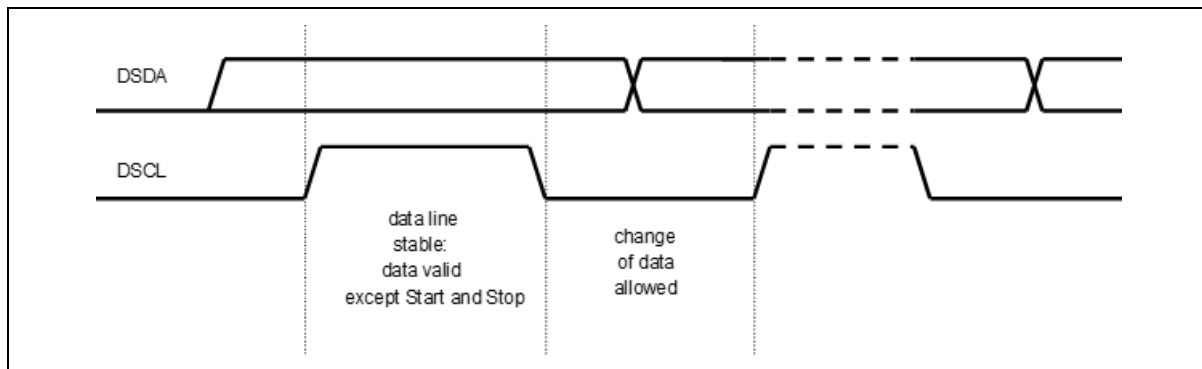 DSDA
DSCL
data line
stable:
data valid
except Start and Stop
change
of data
allowed